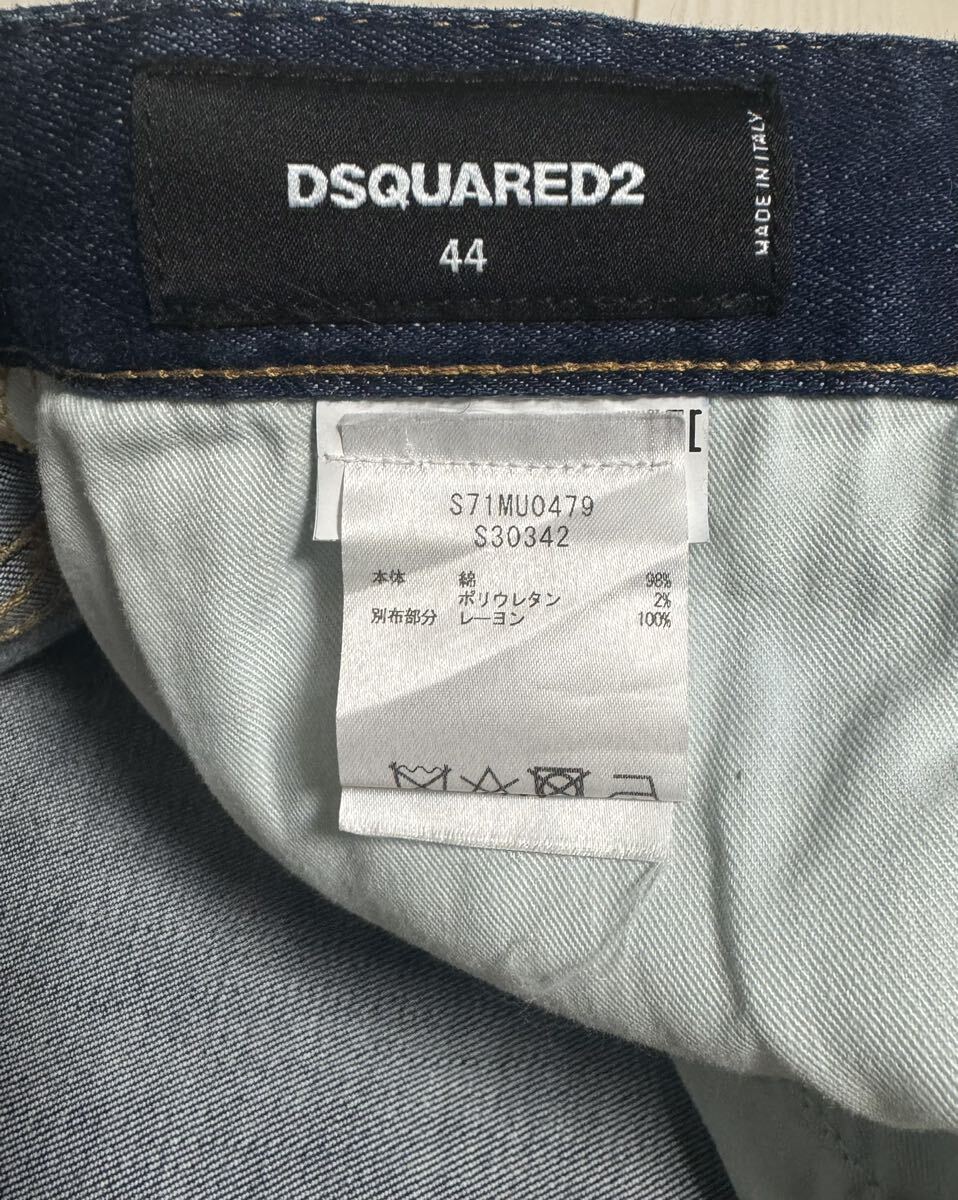 DSQUARED2
44
MADE IN ITALY
S71MU0479
S30342
本体 綿 98%
ポリウレタン 2%
別布部分 レーヨン 100%